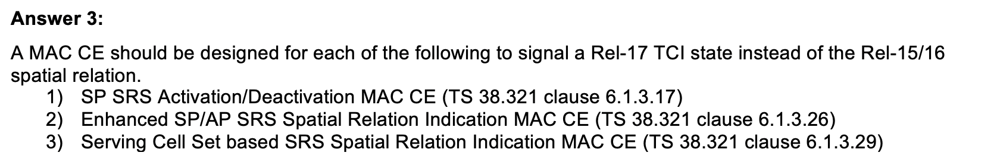 Answer 3:
A MAC CE should be designed for each of the following to signal a Rel-17 TCI state instead of the Rel-15/16
spatial relation.
1) SP SRS Activation/Deactivation MAC CE (TS 38.321 clause 6.1.3.17)
2) Enhanced SP/AP SRS Spatial Relation Indication MAC CE (TS 38.321 clause 6.1.3.26)
3) Serving Cell Set based SRS Spatial Relation Indication MAC CE (TS 38.321 clause 6.1.3.29)